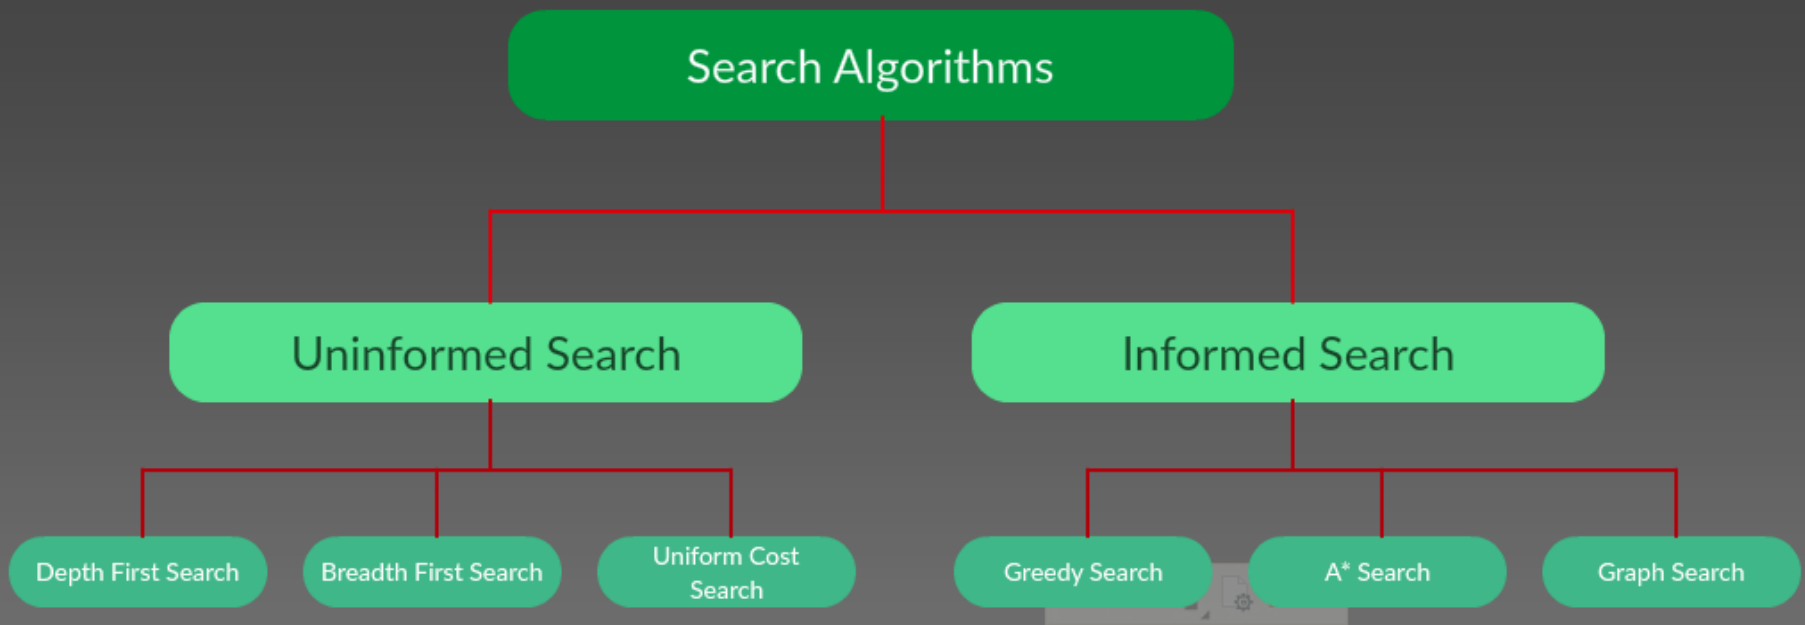 Search Algorithms
Uninformed Search
Informed Search
Depth First Search
Breadth First Search
Uniform Cost
Search
Greedy Search
A* Search
Graph Search